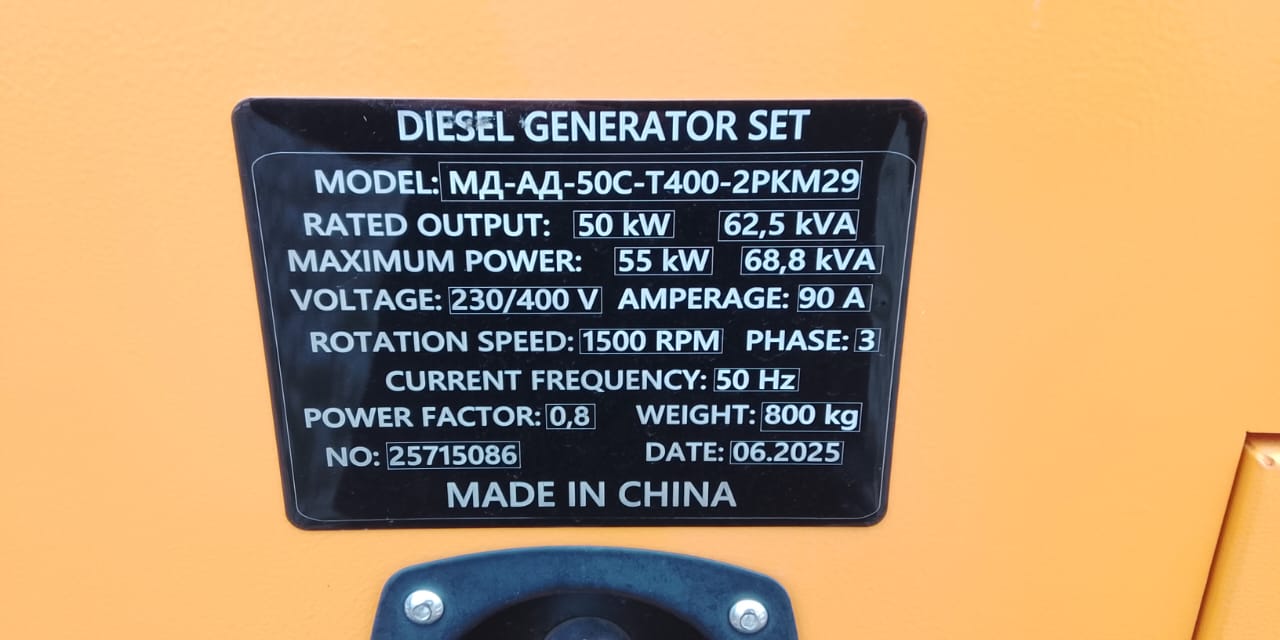 DIESEL GENERATOR SET
MODEL: МД-АД-50С-Т400-2РКМ29
RATED OUTPUT: 50 kW 62,5 kVA
MAXIMUM POWER: 55 kW 68,8 kVA
VOLTAGE: 230/400 V AMPERAGE: 90 A
ROTATION SPEED: 1500 RPM PHASE: 3
CURRENT FREQUENCY: 50 Hz
POWER FACTOR: 0,8 WEIGHT: 800 kg
NO: 25715086 DATE: 06.2025
MADE IN CHINA